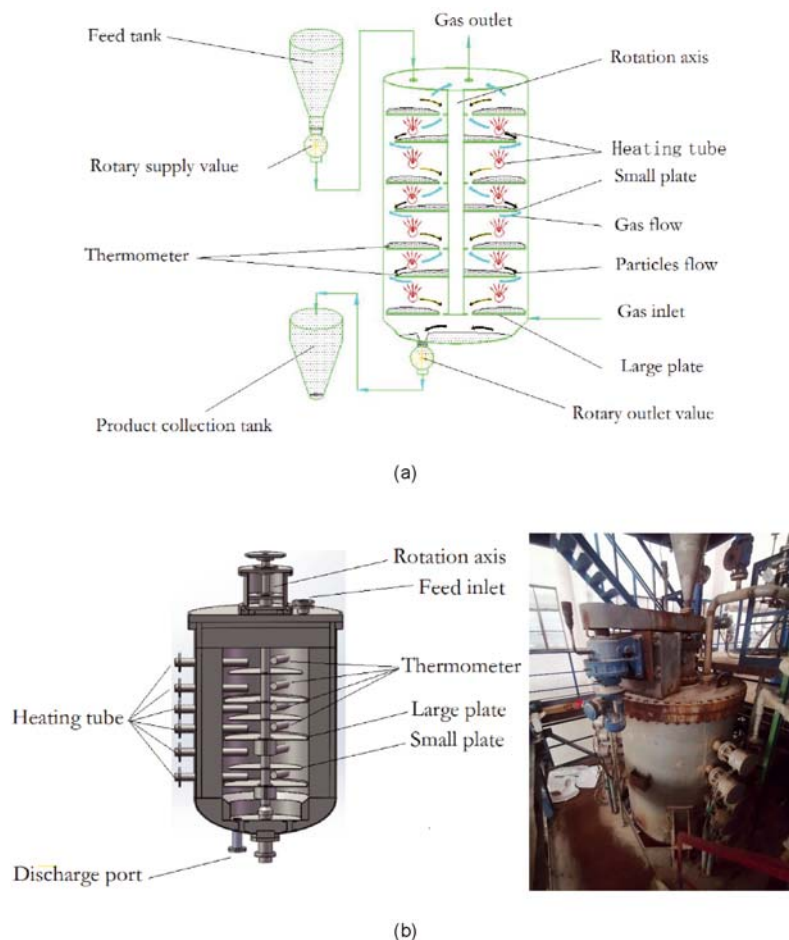 Gas outlet
Feed tank
Rotation axis
Rotary supply value
Heating tube
Small plate
Gas flow
Thermometer
Particles flow
Gas inlet
Large plate
Rotary outlet value
Product collection tank
(a)
Rotation axis
Feed inlet
Thermometer
Heating tube
Large plate
Small plate
Discharge port
(b)